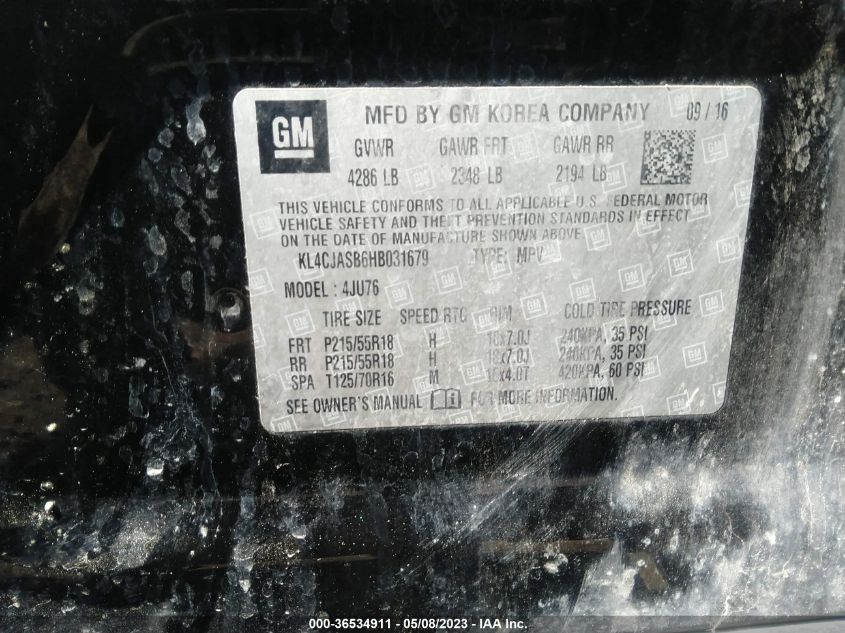 GM MFD BY GM KOREA COMPANY 09 / 16
GVWR GAWR FRT GAWR RR
4286 LB 2348 LB 2194 LB
THIS VEHICLE CONFORMS TO ALL APPLICABLE U.S. FEDERAL MOTOR
VEHICLE SAFETY AND THEFT PREVENTION STANDARDS IN EFFECT
ON THE DATE OF MANUFACTURE SHOWN ABOVE
KL4CJASB6HB031679 TYPE: MPV
MODEL : 4JU76
TIRE SIZE SPEED RTG RIM COLD TIRE PRESSURE
FRT P215/55R18 H 18x7.0J 240KPA, 35 PSI
RR P215/55R18 H 18x7.0J 240KPA, 35 PSI
SPA T125/70R16 M 16x4.0T 420KPA, 60 PSI
SEE OWNER'S MANUAL FOR MORE INFORMATION.
000-36534911 - 05/08/2023 - IAA Inc.